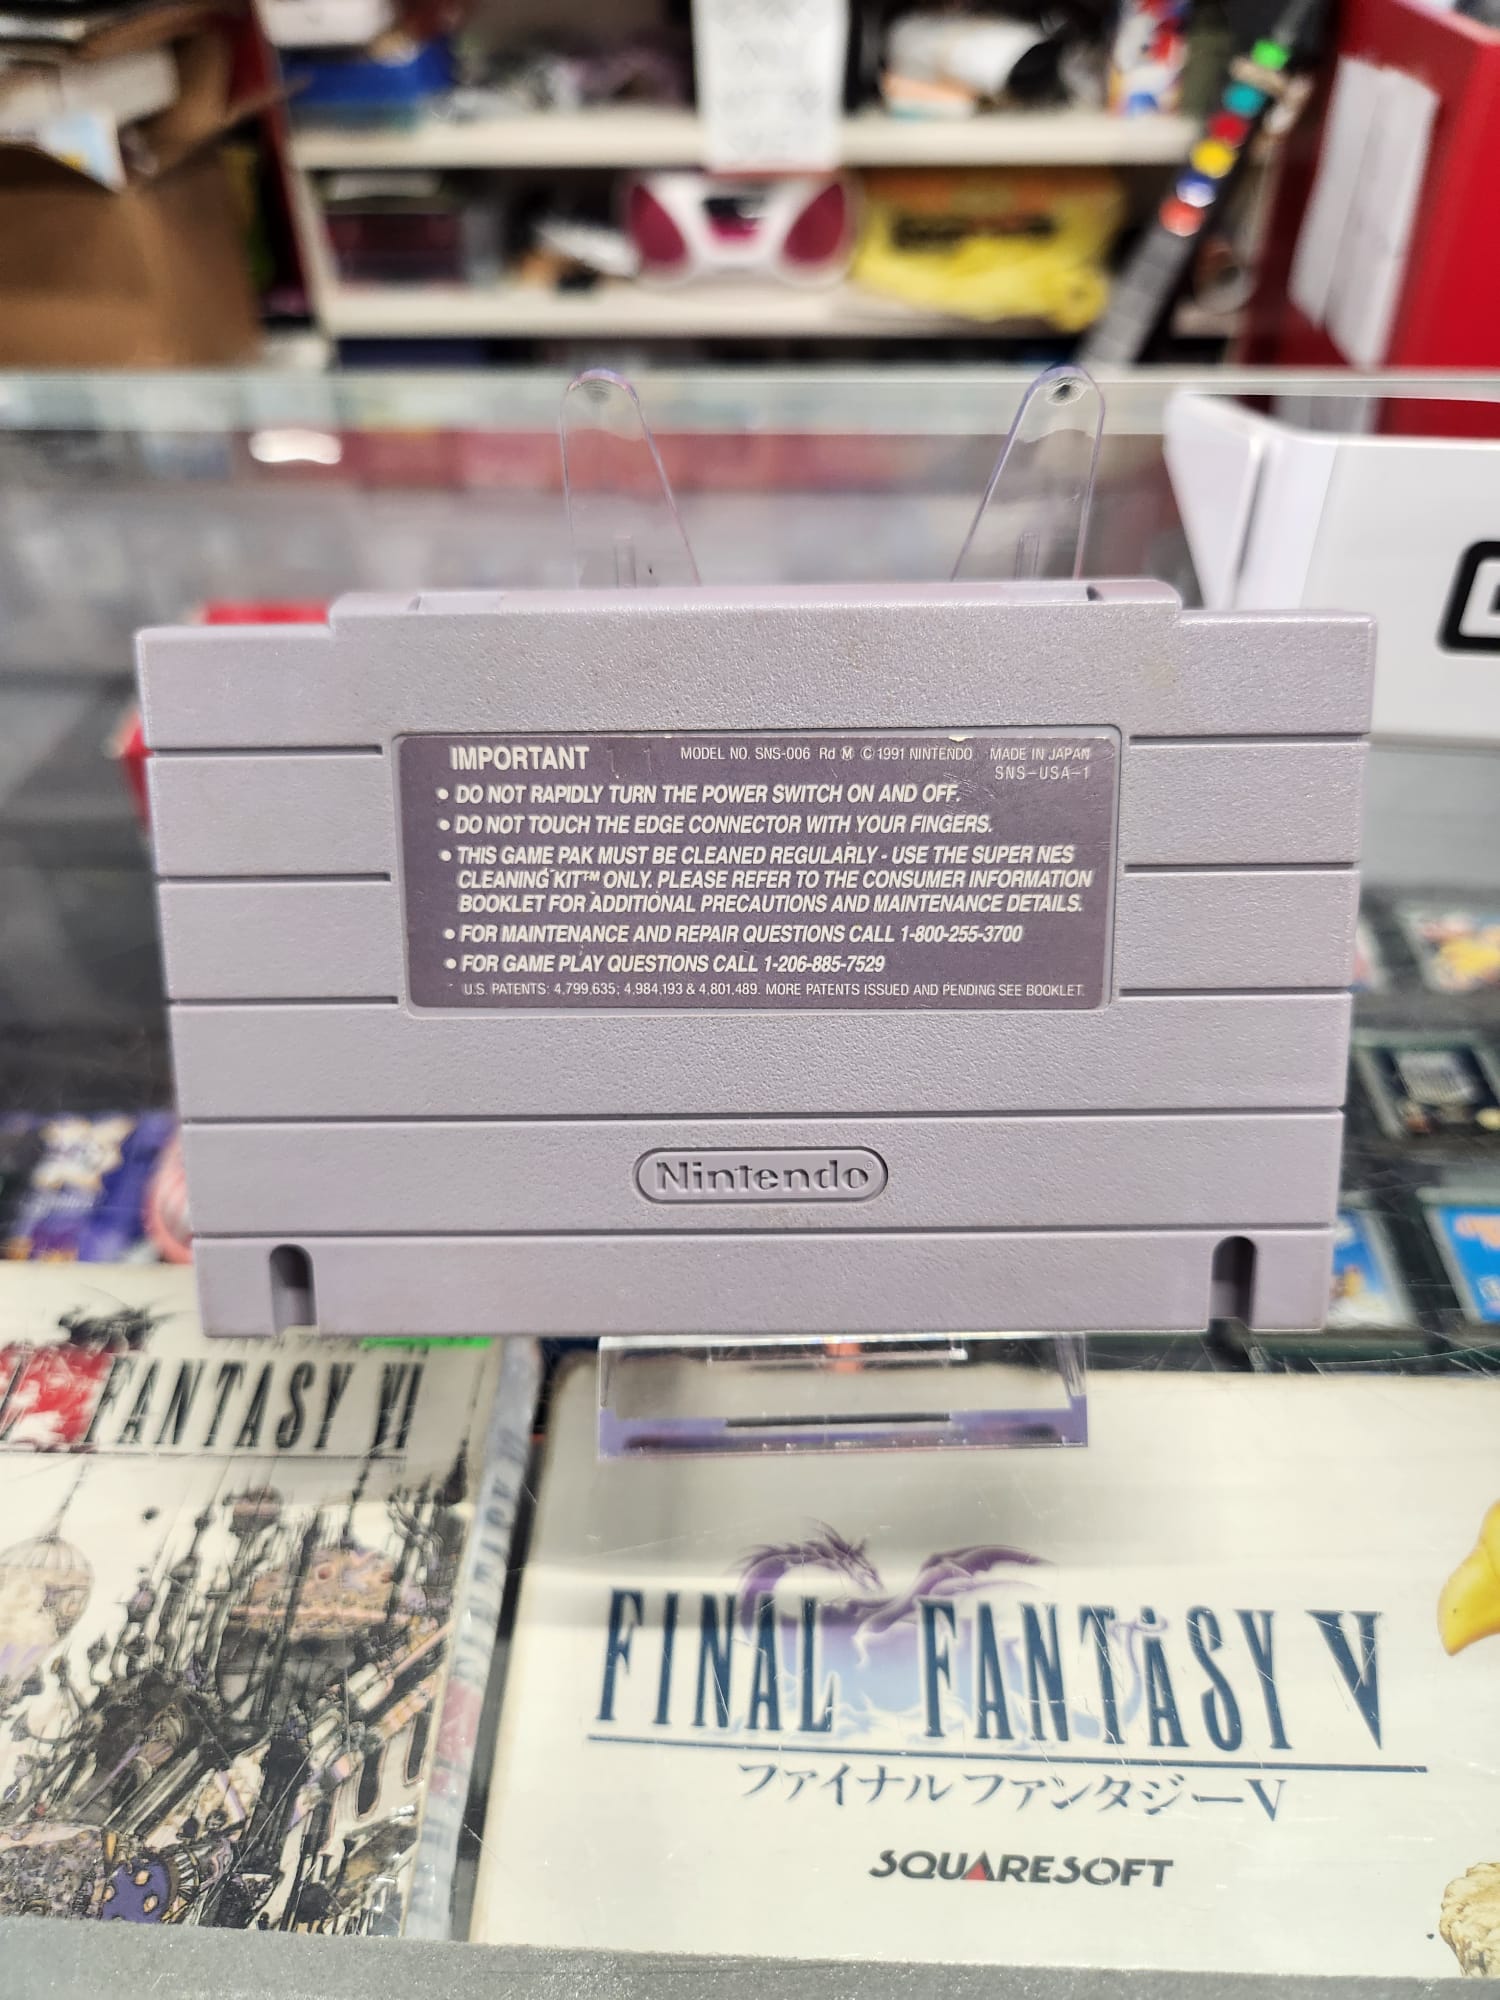 IMPORTANT
MODEL NO. SNS-006 Rd M © 1991 NINTENDO MADE IN JAPAN
SNS-USA-1
• DO NOT RAPIDLY TURN THE POWER SWITCH ON AND OFF.
• DO NOT TOUCH THE EDGE CONNECTOR WITH YOUR FINGERS.
• THIS GAME PAK MUST BE CLEANED REGULARLY - USE THE SUPER NES
CLEANING KIT™ ONLY. PLEASE REFER TO THE CONSUMER INFORMATION
BOOKLET FOR ADDITIONAL PRECAUTIONS AND MAINTENANCE DETAILS.
• FOR MAINTENANCE AND REPAIR QUESTIONS CALL 1-800-255-3700
• FOR GAME PLAY QUESTIONS CALL 1-206-885-7529
U.S. PATENTS: 4,799,635; 4,984,193 & 4,801,489. MORE PATENTS ISSUED AND PENDING SEE BOOKLET.
Nintendo
FANTASY VI
FINAL FANTASY V
ファイナルファンタジーV
SQUARESOFT